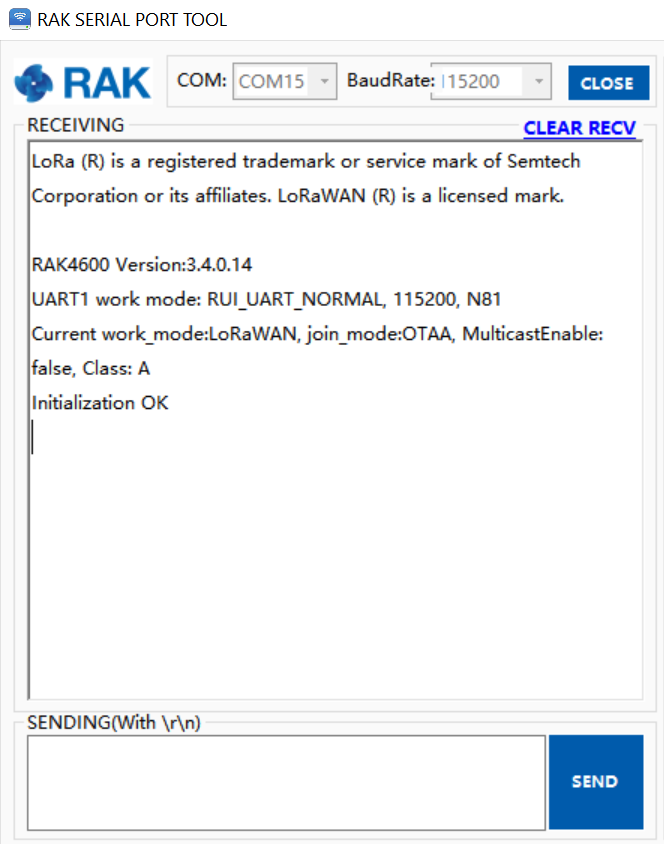 RAK SERIAL PORT TOOL
RAK COM: COM15 BaudRate: 115200 CLOSE
RECEIVING CLEAR RECV
LoRa (R) is a registered trademark or service mark of Semtech
Corporation or its affiliates. LoRaWAN (R) is a licensed mark.
RAK4600 Version:3.4.0.14
UART1 work mode: RUI_UART_NORMAL, 115200, N81
Current work_mode:LoRaWAN, join_mode:OTAA, MulticastEnable:
false, Class: A
Initialization OK
SENDING(With \r\n)
SEND